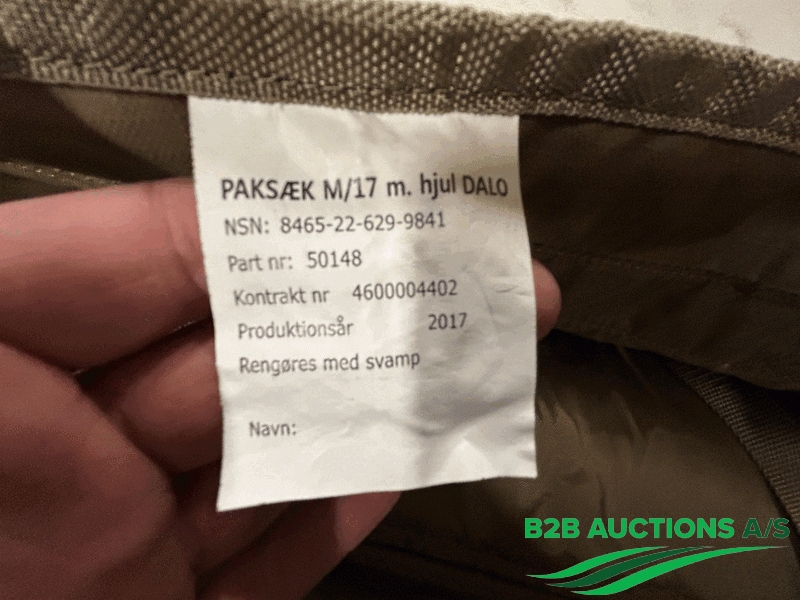 PAKSÆK M/17 m. hjul DALO
NSN: 8465-22-629-9841
Part nr: 50148
Kontrakt nr 4600004402
Produktionsår 2017
Rengøres med svamp
Navn:
B2B AUCTIONS A/S